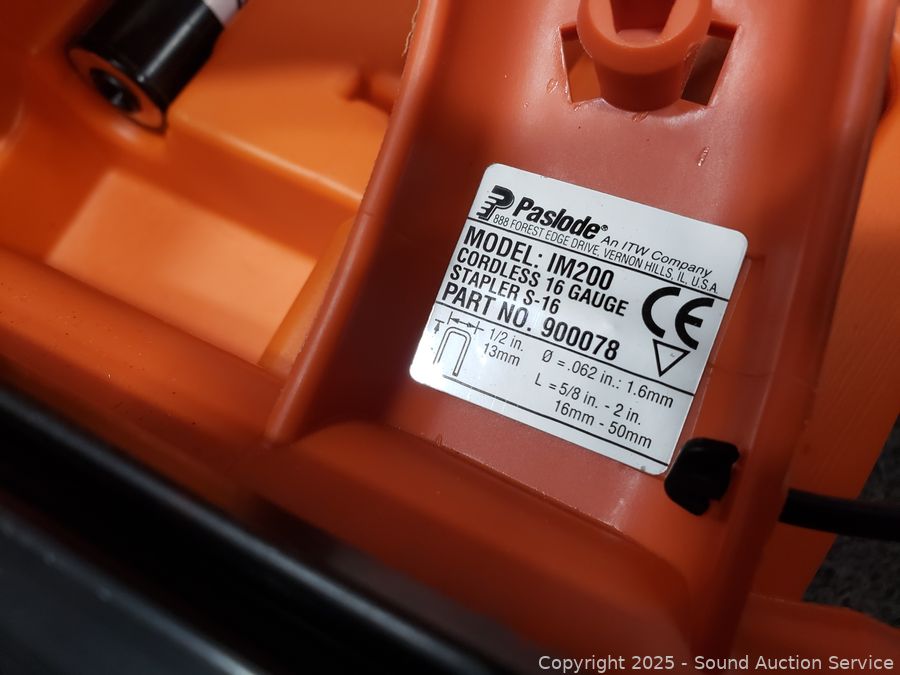 Paslode® An ITW Company
888 FOREST EDGE DRIVE, VERNON HILLS, IL, U.S.A.
MODEL: IM200
CORDLESS 16 GAUGE
STAPLER S-16
PART NO. 900078
CE
1/2 in.
13mm
Ø = .062 in.: 1.6mm
L = 5/8 in. - 2 in.
16mm - 50mm
Copyright © 2025 - Sound Auction Service